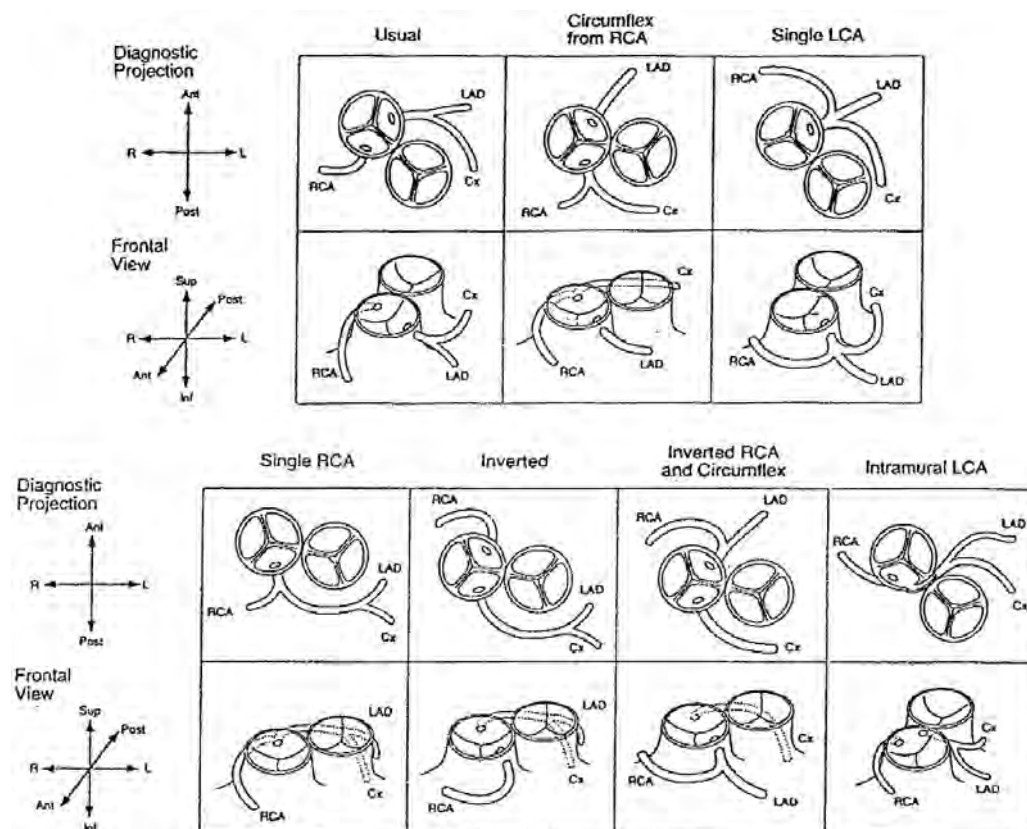 Usual
Circumflex
from RCA
Single LCA
Diagnostic
Projection
Ant
R
L
Post
LAD
RCA
Cx
LAD
RCA
Cx
RCA
LAD
Cx
Frontal
View
Sup
Post
R
L
Ant
Inf
Cx
RCA
LAD
Cx
RCA
LAD
Cx
RCA
LAD
Single RCA
Inverted
Inverted RCA
and Circumflex
Intramural LCA
Diagnostic
Projection
Ant
R
L
Post
LAD
RCA
Cx
RCA
LAD
Cx
LAD
RCA
Cx
LAD
RCA
Cx
Frontal
View
Sup
Post
R
L
Ant
Inf
LAD
Cx
RCA
LAD
Cx
RCA
Cx
RCA
LAD
Cx
LAD
RCA